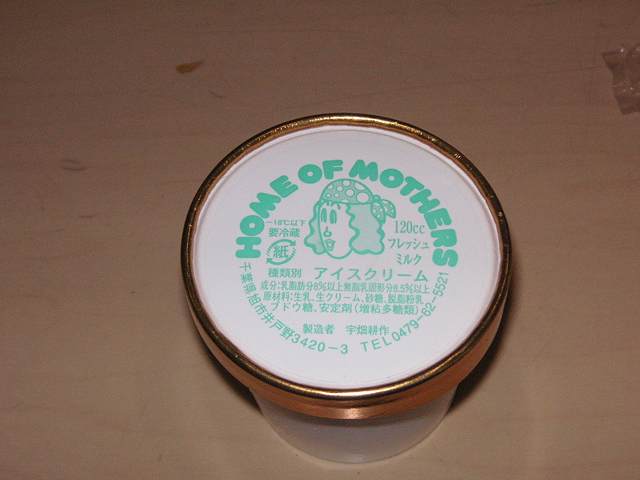 HOME OF MOTHERS
-18℃以下
要冷蔵
120cc
フレッシュ
ミルク
紙
種類別 アイスクリーム
成分:乳脂肪分8%以上無脂乳固形分8.5%以上
原材料:生乳、生クリーム、砂糖、脱脂粉乳
ブドウ糖、安定剤(増粘多糖類)
製造者 宇畑耕作
千葉県旭市井戸野3420-3 TEL0479-62-5521